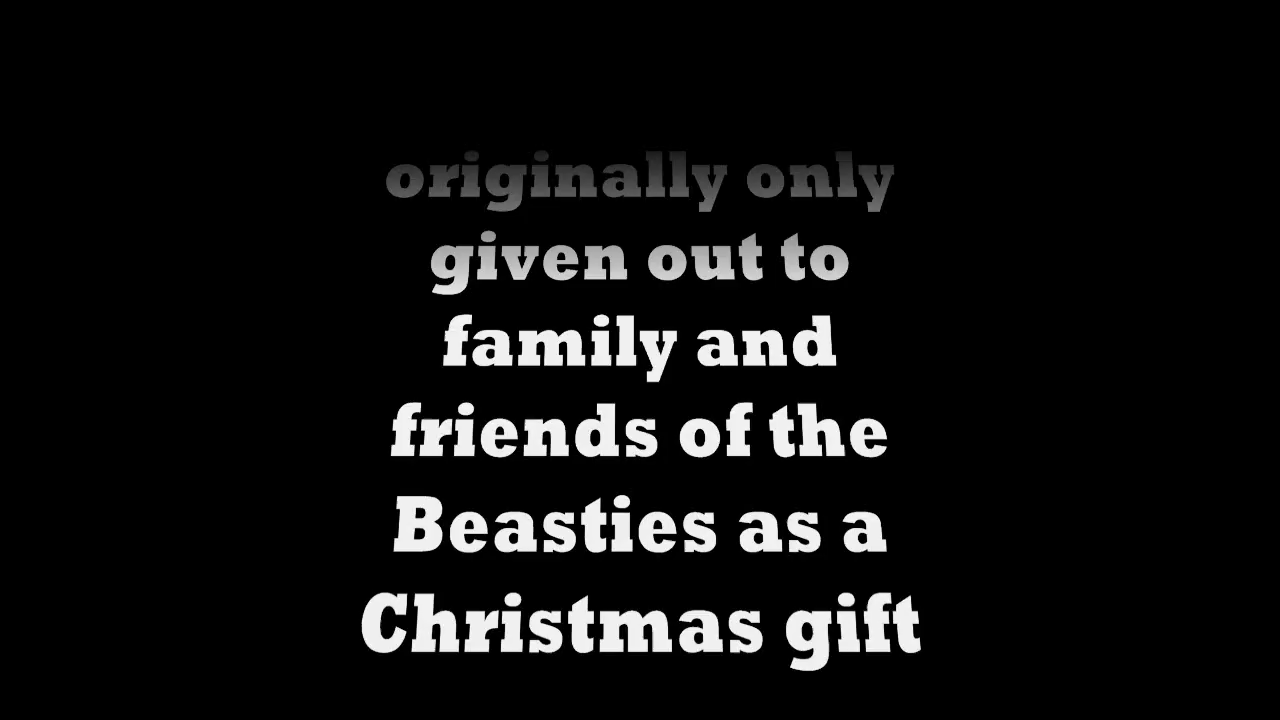 originally only
given out to
family and
friends of the
Beasties as a
Christmas gift